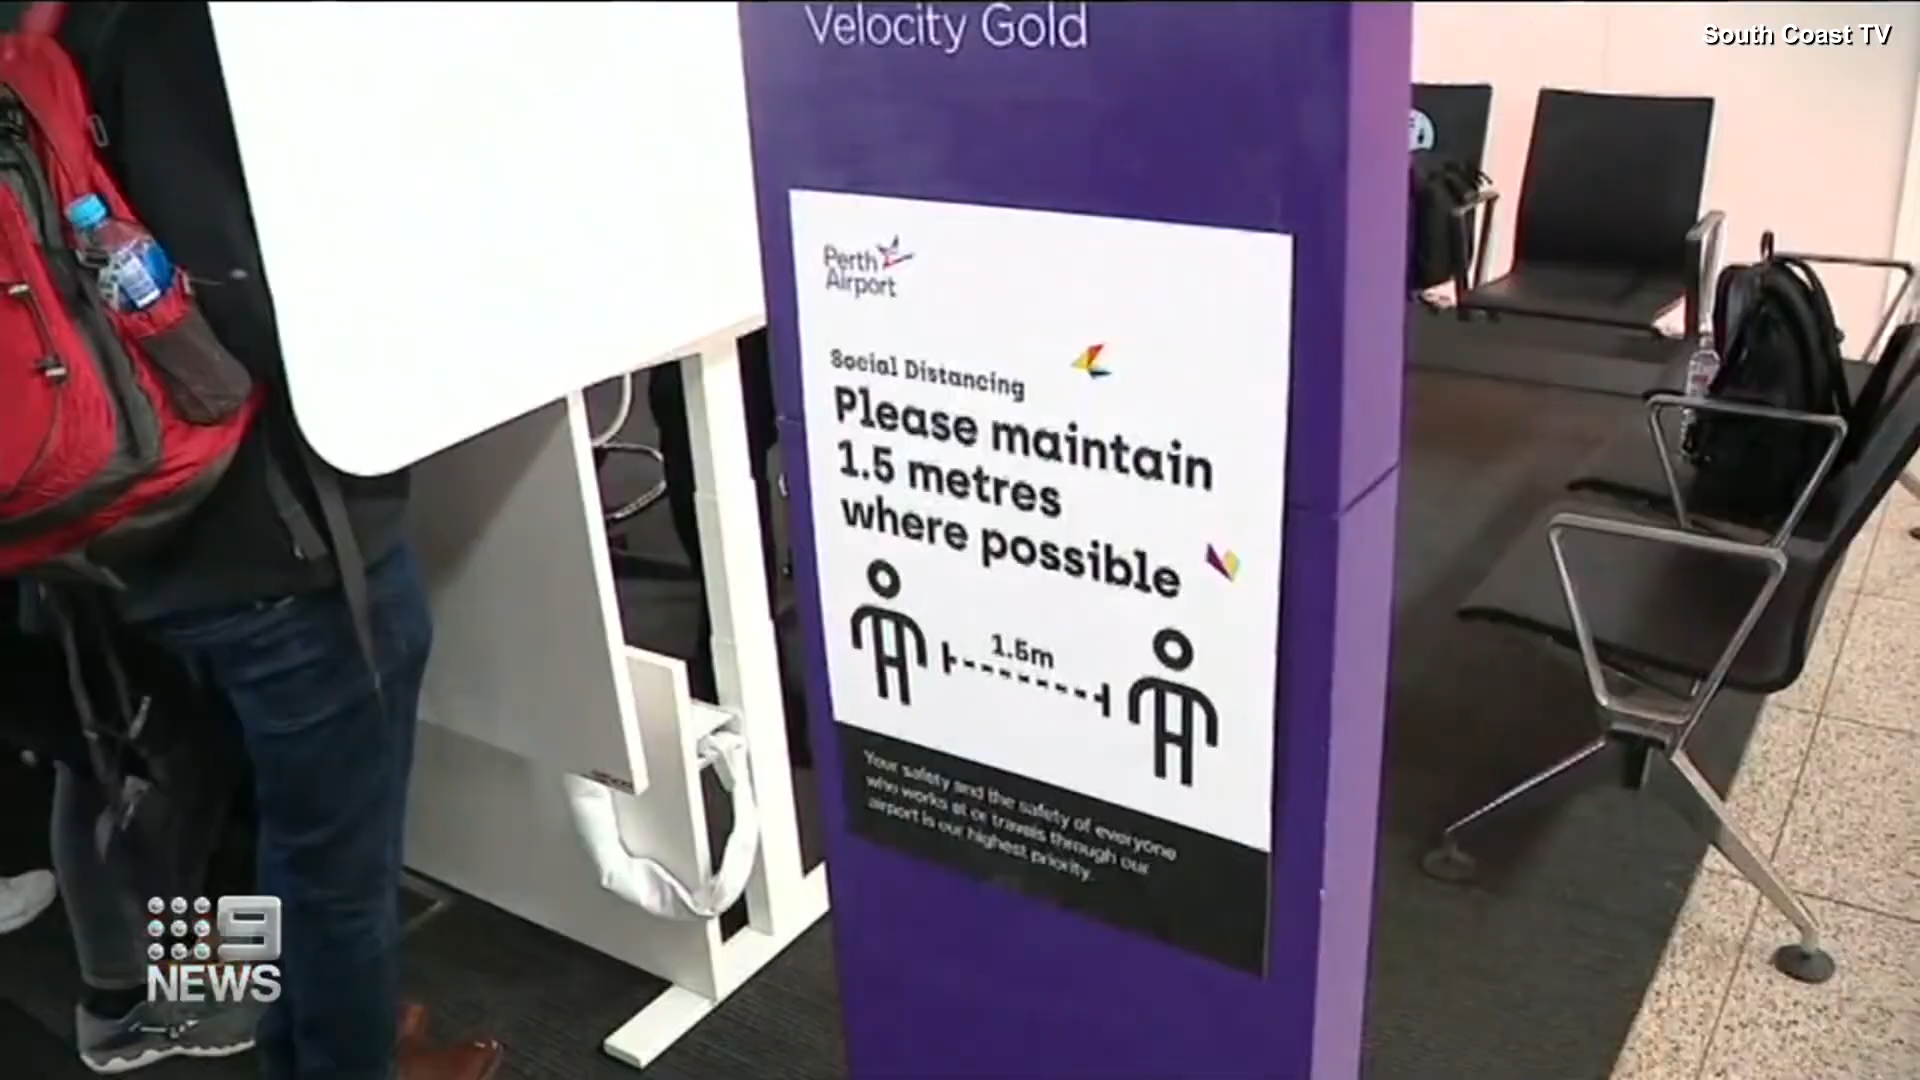 Velocity Gold
South Coast TV
Perth
Airport
Social Distancing
Please maintain
1.5 metres
where possible
1.5m
Your safety and the safety of everyone
who works at or travels through our
airport is our highest priority.
9
NEWS